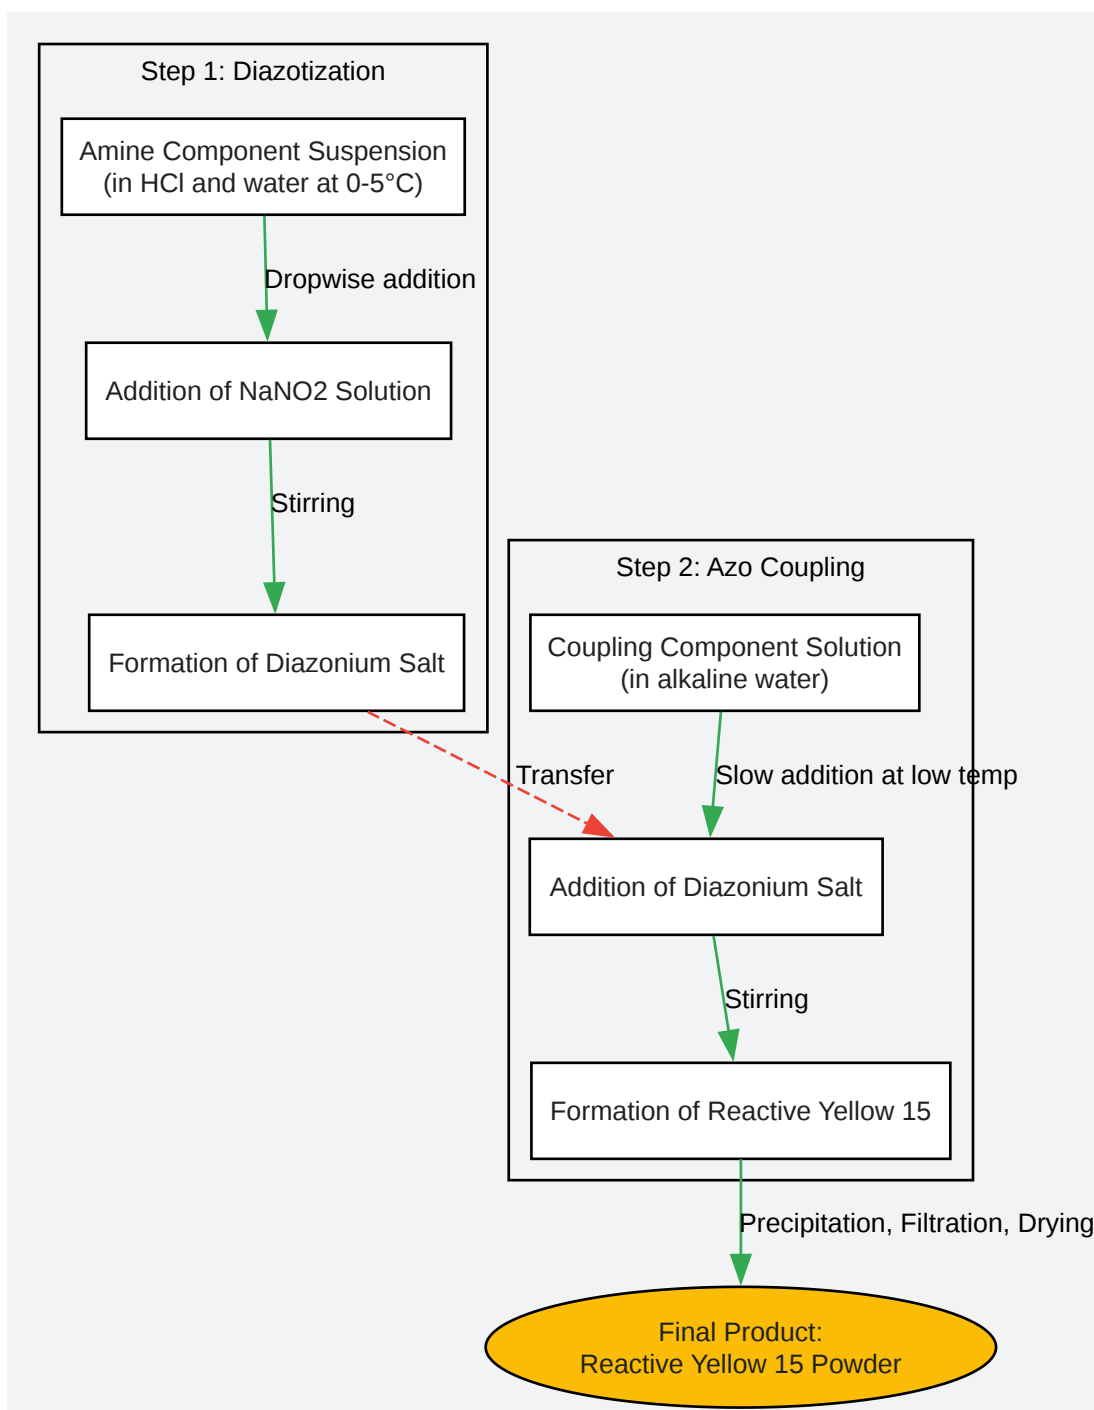 Step 1: Diazotization
Amine Component Suspension
(in HCl and water at 0-5°C)
Dropwise addition
Addition of NaNO2 Solution
Stirring
Formation of Diazonium Salt
Step 2: Azo Coupling
Coupling Component Solution
(in alkaline water)
Transfer
Slow addition at low temp
Addition of Diazonium Salt
Stirring
Formation of Reactive Yellow 15
Precipitation, Filtration, Drying
Final Product:
Reactive Yellow 15 Powder